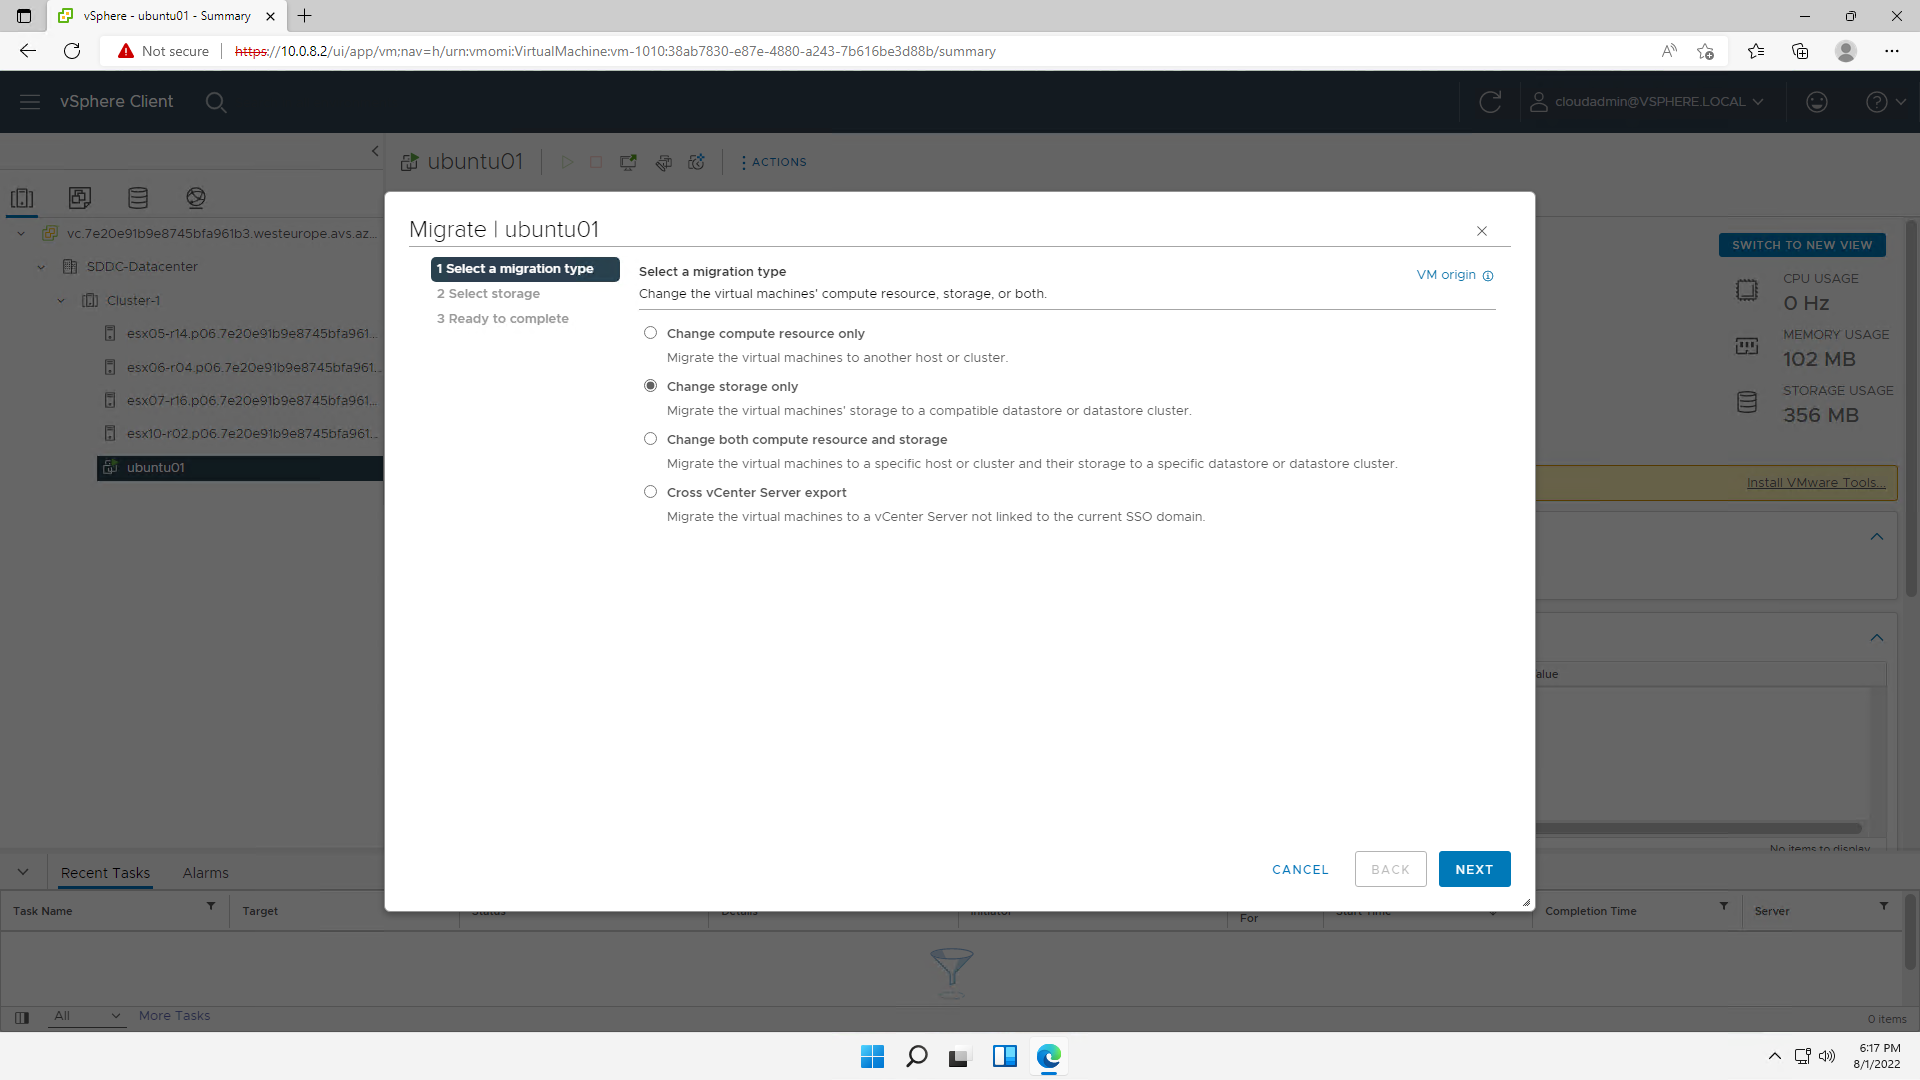 vSphere - ubuntu01 - Summary
Not secure
https://10.0.8.2/ui/app/vm;nav=h/urn:vmomi:VirtualMachine:vm-1010:38ab7830-e87e-4880-a243-7b616be3d88b/summary
vSphere Client
cloudadmin@VSPHERE.LOCAL
ubuntu01
ACTIONS
vc.7e20e91b9e8745bfa961b3.westeurope.avs.az...
SDDC-Datacenter
Cluster-1
esx05-r14.p06.7e20e91b9e8745bfa961...
esx06-r04.p06.7e20e91b9e8745bfa961...
esx07-r16.p06.7e20e91b9e8745bfa961...
esx10-r02.p06.7e20e91b9e8745bfa961...
ubuntu01
Migrate | ubuntu01
1 Select a migration type
2 Select storage
3 Ready to complete
Select a migration type
VM origin
Change the virtual machines' compute resource, storage, or both.
Change compute resource only
Migrate the virtual machines to another host or cluster.
Change storage only
Migrate the virtual machines' storage to a compatible datastore or datastore cluster.
Change both compute resource and storage
Migrate the virtual machines to a specific host or cluster and their storage to a specific datastore or datastore cluster.
Cross vCenter Server export
Migrate the virtual machines to a vCenter Server not linked to the current SSO domain.
CANCEL
BACK
NEXT
SWITCH TO NEW VIEW
CPU USAGE
0 Hz
MEMORY USAGE
102 MB
STORAGE USAGE
356 MB
Install VMware Tools...
alue
No items to display
Recent Tasks
Alarms
Task Name
Target
Status
Details
Initiator
For
Start Time
Completion Time
Server
All
More Tasks
0 items
6:17 PM
8/1/2022